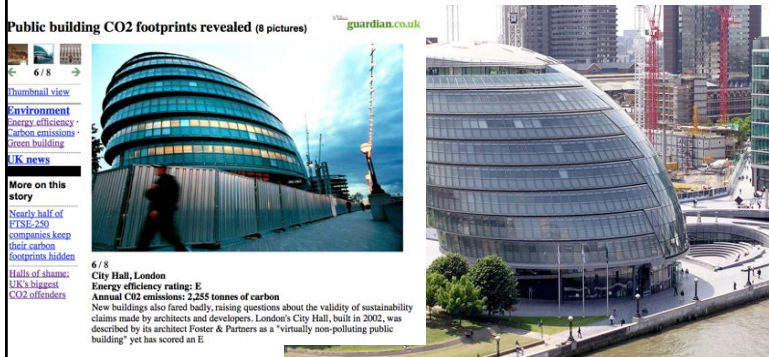 Public building CO2 footprints revealed (8 pictures)
guardian.co.uk
6 / 8
Thumbnail view
Environment
Energy efficiency ·
Carbon emissions ·
Green building
UK news
More on this
story
Nearly half of
FTSE-250
companies keep
their carbon
footprints hidden
Halls of shame:
UK's biggest
CO2 offenders
6 / 8
City Hall, London
Energy efficiency rating: E
Annual C02 emissions: 2,255 tonnes of carbon
New buildings also fared badly, raising questions about the validity of sustainability
claims made by architects and developers. London's City Hall, built in 2002, was
described by its architect Foster & Partners as a "virtually non-polluting public
building" yet has scored an E